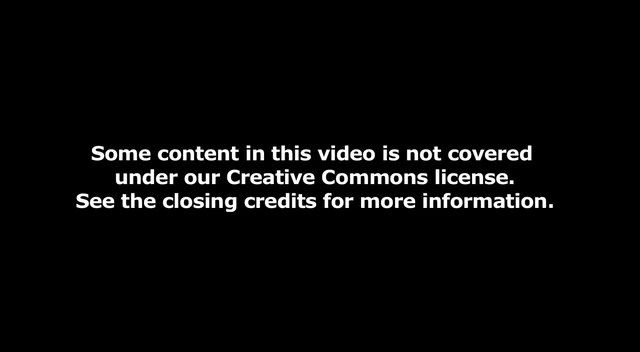 Some content in this video is not covered
under our Creative Commons license.
See the closing credits for more information.